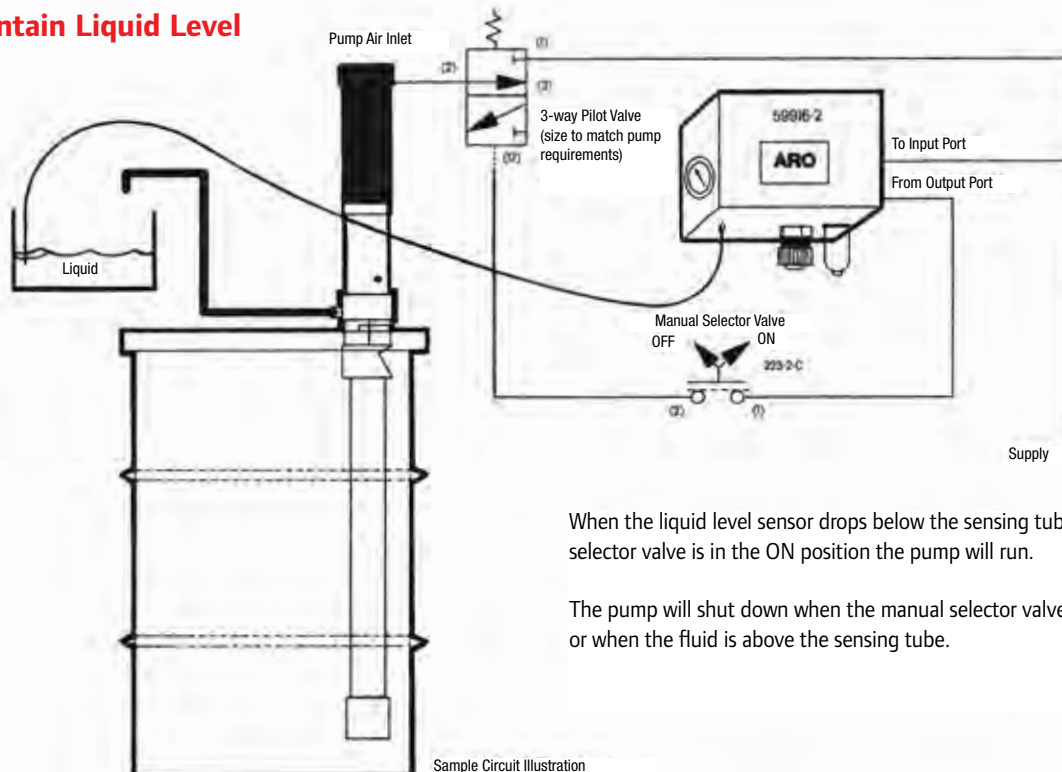 ntain Liquid Level
Pump Air Inlet
(1)
(2)
(3)
3-way Pilot Valve
(size to match pump
requirements)
(12)
59916-2
ARO
To Input Port
From Output Port
Liquid
Manual Selector Valve
OFF
ON
223-2-C
(2)
(1)
Supply
When the liquid level sensor drops below the sensing tub
selector valve is in the ON position the pump will run.
The pump will shut down when the manual selector valve
or when the fluid is above the sensing tube.
Sample Circuit Illustration